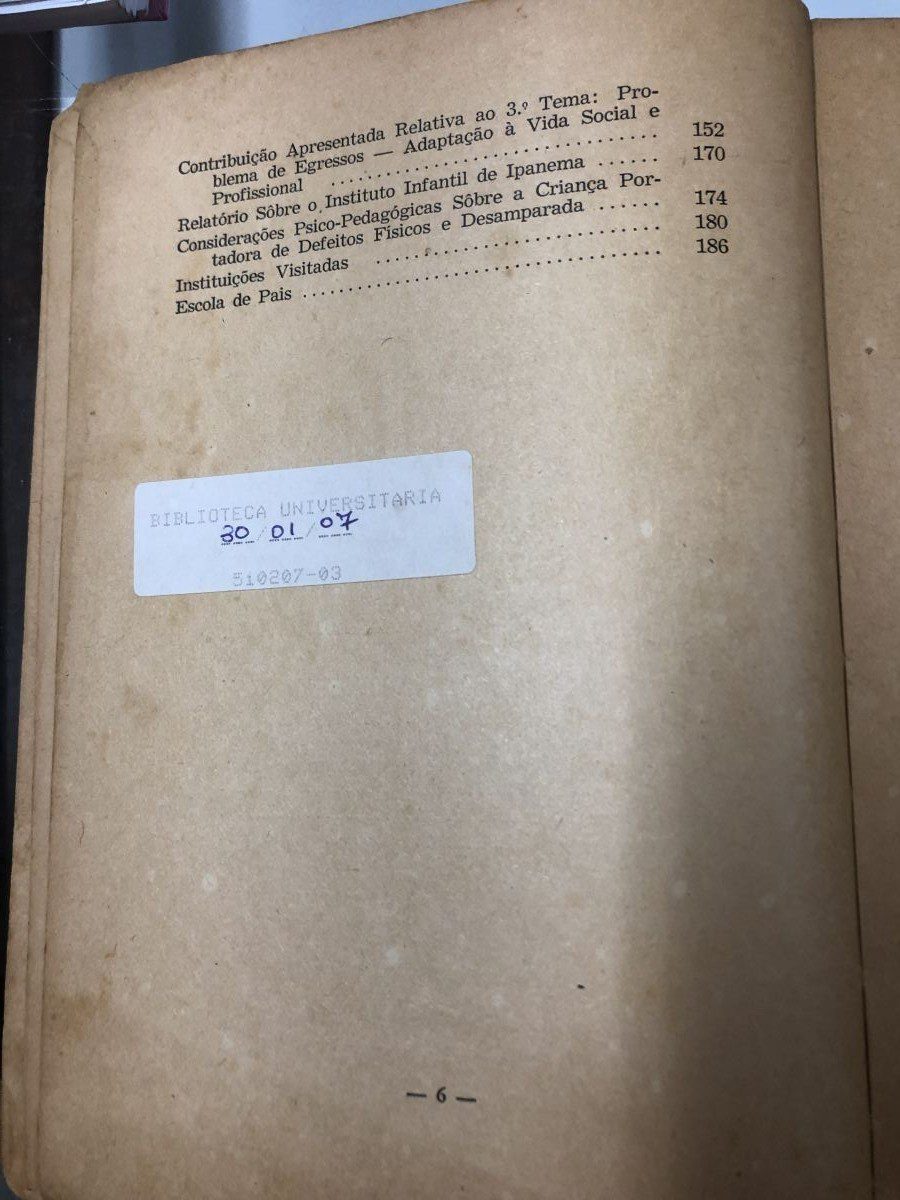 Contribuição Apresentada Relativa ao 3.º Tema: Pro-
blema de Egressos — Adaptação à Vida Social e
Profissional .............................. 152
Relatório Sôbre o Instituto Infantil de Ipanema ...... 170
Considerações Psico-Pedagógicas Sôbre a Criança Por-
tadora de Defeitos Físicos e Desamparada ...... 174
Instituições Visitadas .......................... 180
Escola de Pais ................................. 186
BIBLIOTECA UNIVERSITARIA
30/01/07
510207-03
— 6 —